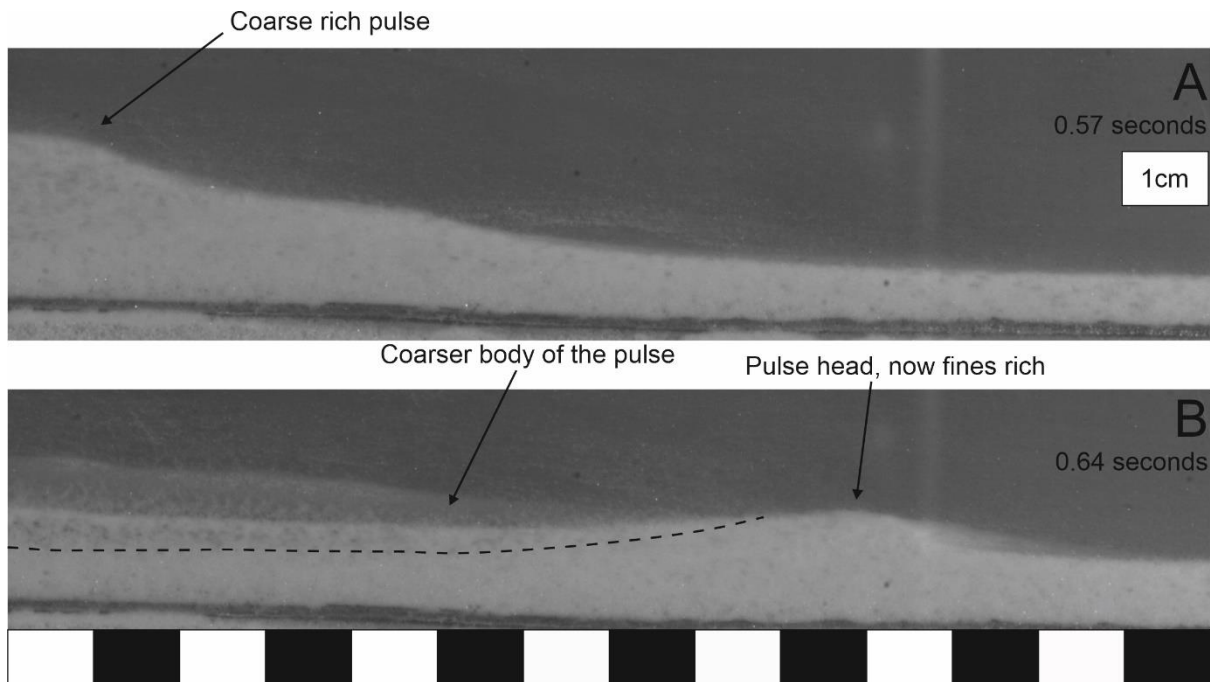 Coarse rich pulse
A
0.57 seconds
1cm
Coarser body of the pulse
Pulse head, now fines rich
B
0.64 seconds